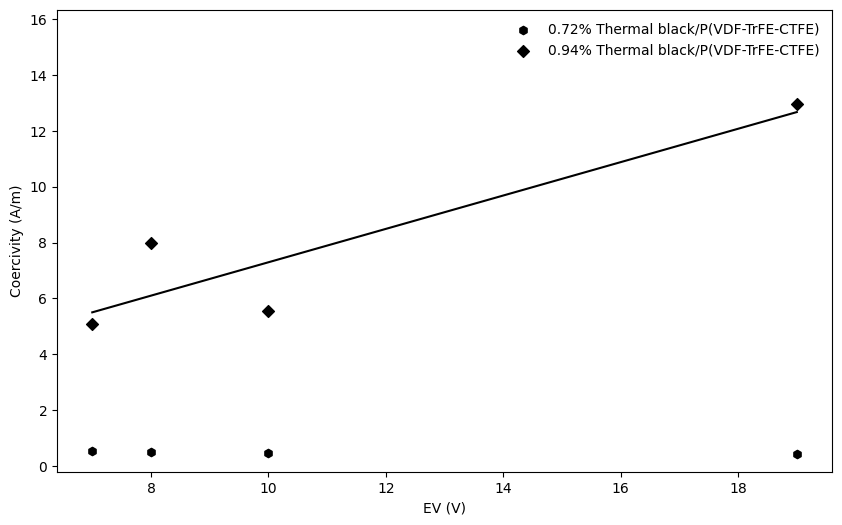 16
14
12
10
8
6
4
2
0
Coercivity (A/m)
0.72% Thermal black/P(VDF-TrFE-CTFE)
0.94% Thermal black/P(VDF-TrFE-CTFE)
8 10 12 14 16 18
EV (V)